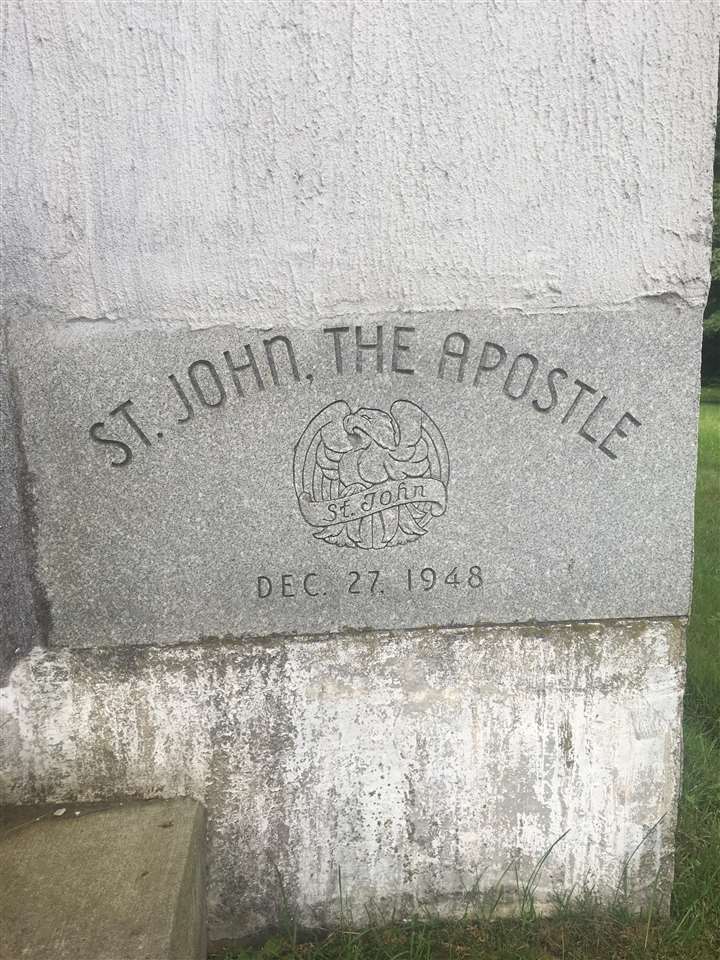 ST. JOHN, THE APOSTLE
St. John
DEC. 27, 1948